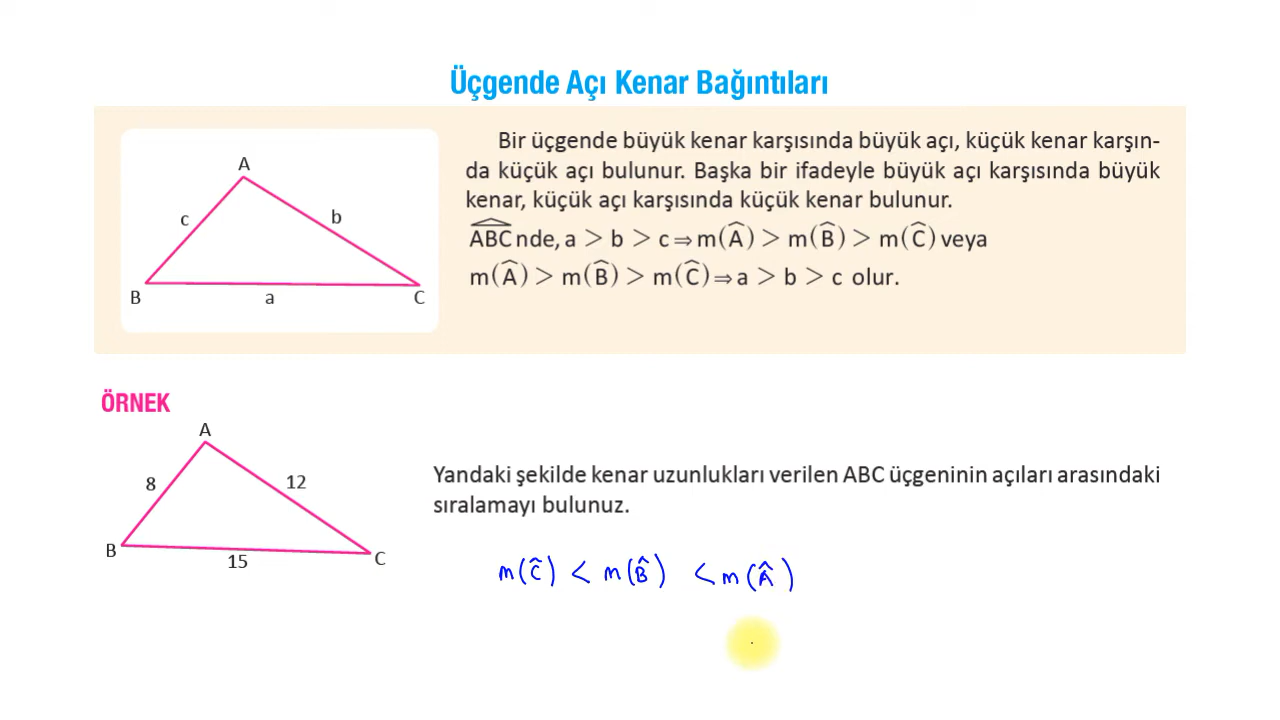 Üçgende Açı Kenar Bağıntıları
A
c
b
B
a
C
Bir üçgende büyük kenar karşısında büyük açı, küçük kenar karşın-
da küçük açı bulunur. Başka bir ifadeyle büyük açı karşısında büyük
kenar, küçük açı karşısında küçük kenar bulunur.
ABC nde, a > b > c ⇒ m(Â) > m(B̂) > m(Ĉ) veya
m(Â) > m(B̂) > m(Ĉ) ⇒ a > b > c olur.
ÖRNEK
A
8
12
B
15
C
Yandaki şekilde kenar uzunlukları verilen ABC üçgeninin açıları arasındaki
sıralamayı bulunuz.
m(Ĉ) < m(B̂) < m(Â)